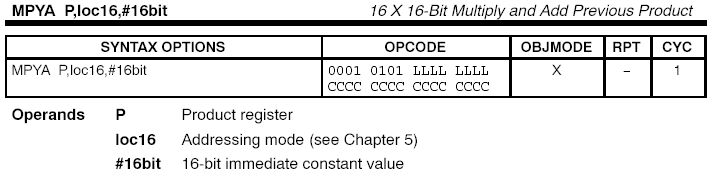 MPYA P,loc16,#16bit 16 X 16-Bit Multiply and Add Previous Product
SYNTAX OPTIONS OPCODE OBJMODE RPT CYC
MPYA P,loc16,#16bit 0001 0101 LLLL LLLL X – 1
CCCC CCCC CCCC CCCC
Operands P Product register
loc16 Addressing mode (see Chapter 5)
#16bit 16-bit immediate constant value